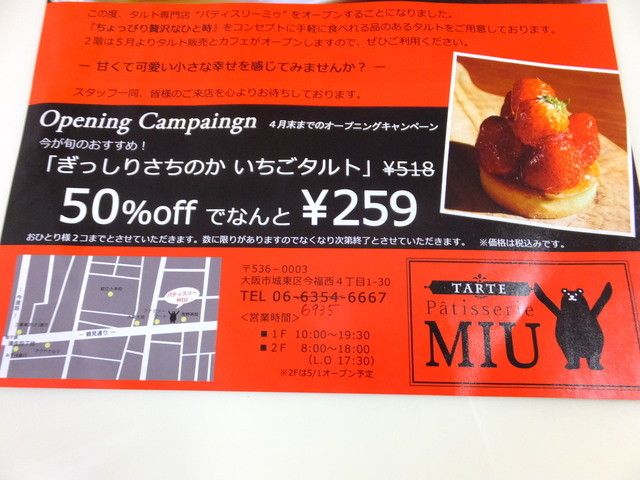 この度、タルト専門店 "パティスリーミゥ" をオープンすることになりました。
『ちょっぴり贅沢なひと時』をコンセプトに手軽に食べれる品のあるタルトをご用意しております。
2階は5月よりタルト販売とカフェがオープンしますので、ぜひご利用ください。
― 甘くて可愛い小さな幸せを感じてみませんか？ ―
スタッフ一同、皆様のご来店を心よりお待ちしております。
Opening Campaingn 4月末までのオープニングキャンペーン
今が旬のおすすめ！
「ぎっしりさちのか いちごタルト」 ¥518
50%off でなんと ¥259
おひとり様2コまでとさせていただきます。数に限りがありますのでなくなり次第終了とさせていただきます。 ※価格は税込みです。
パティスリー
MIU
鶴見通り
〒536-0003
大阪市城東区今福西4丁目1-30
TEL 06-6354-6667
6935
<営業時間>
■1F 10:00～19:30
■2F 8:00～18:00
(L.O 17:30)
※2Fは5/1オープン予定
TARTE
Pâtisserie
MIU